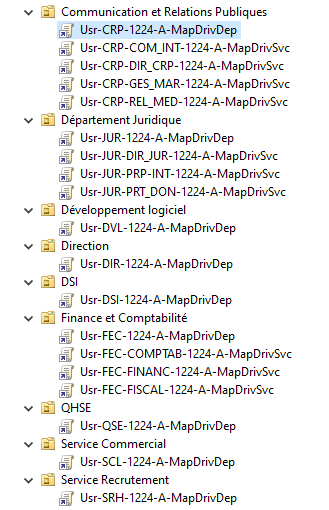 Communication et Relations Publiques
Usr-CRP-1224-A-MapDrivDep
Usr-CRP-COM_INT-1224-A-MapDrivSvc
Usr-CRP-DIR_CRP-1224-A-MapDrivSvc
Usr-CRP-GES_MAR-1224-A-MapDrivSvc
Usr-CRP-REL_MED-1224-A-MapDrivSvc
Département Juridique
Usr-JUR-1224-A-MapDrivDep
Usr-JUR-DIR_JUR-1224-A-MapDrivSvc
Usr-JUR-PRP-INT-1224-A-MapDrivSvc
Usr-JUR-PRT_DON-1224-A-MapDrivSvc
Développement logiciel
Usr-DVL-1224-A-MapDrivDep
Direction
Usr-DIR-1224-A-MapDrivDep
DSI
Usr-DSI-1224-A-MapDrivDep
Finance et Comptabilité
Usr-FEC-1224-A-MapDrivDep
Usr-FEC-COMPTAB-1224-A-MapDrivSvc
Usr-FEC-FINANC-1224-A-MapDrivSvc
Usr-FEC-FISCAL-1224-A-MapDrivSvc
QHSE
Usr-QSE-1224-A-MapDrivDep
Service Commercial
Usr-SCL-1224-A-MapDrivDep
Service Recrutement
Usr-SRH-1224-A-MapDrivDep